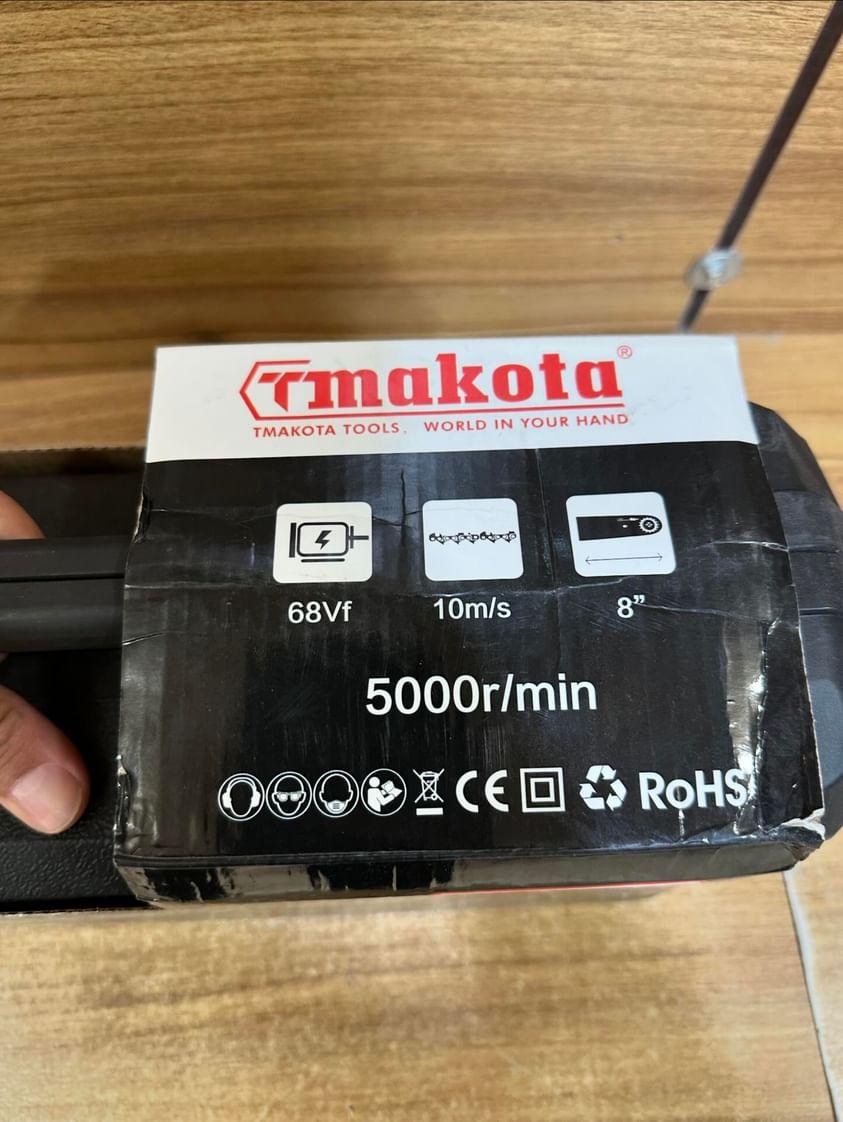 Tmakota®
TMAKOTA TOOLS. WORLD IN YOUR HAND
68Vf 10m/s 8”
5000r/min
CE RoHS